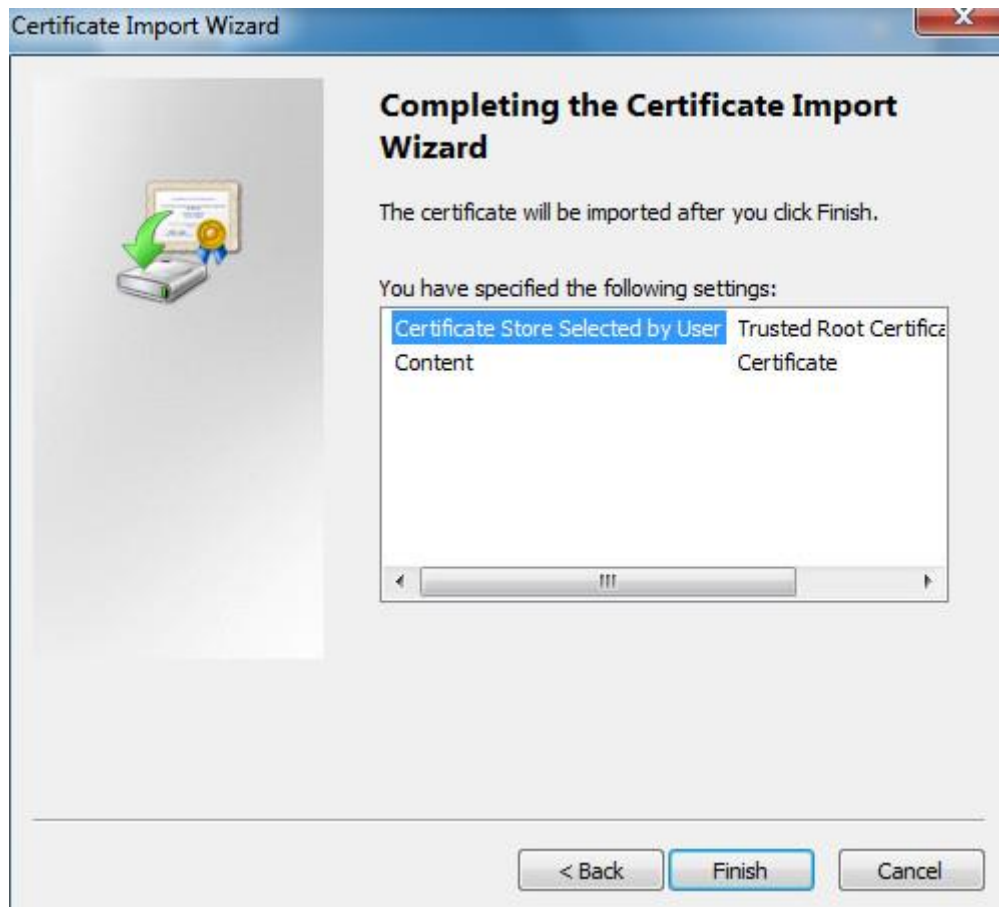 Certificate Import Wizard
Completing the Certificate Import
Wizard
The certificate will be imported after you click Finish.
You have specified the following settings:
Certificate Store Selected by User Trusted Root Certifica
Content Certificate
< Back Finish Cancel